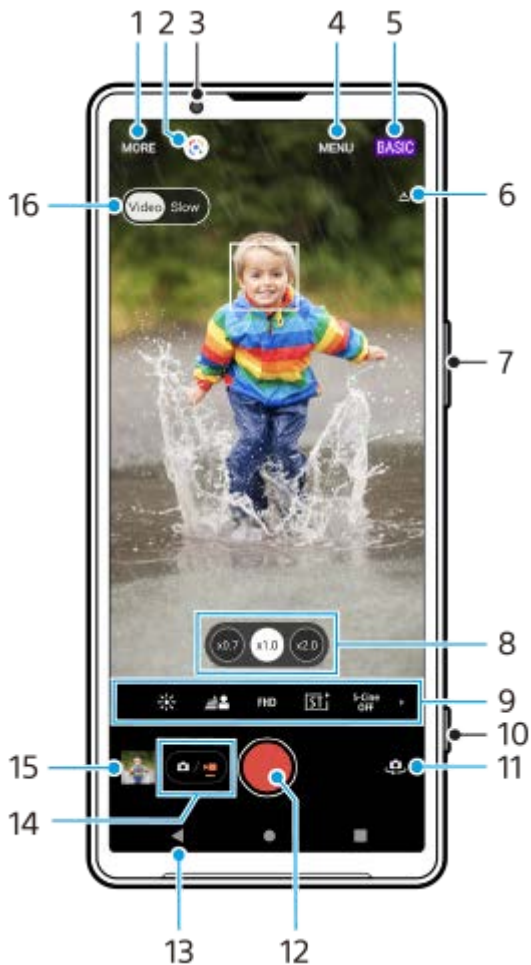 1 2 3 4 5
MORE MENU BASIC
6
16 Video Slow
7
x0.7 x1.0 x2.0 8
FHD ST+ S-Cine OFF 9
10
15 11
14
13 12